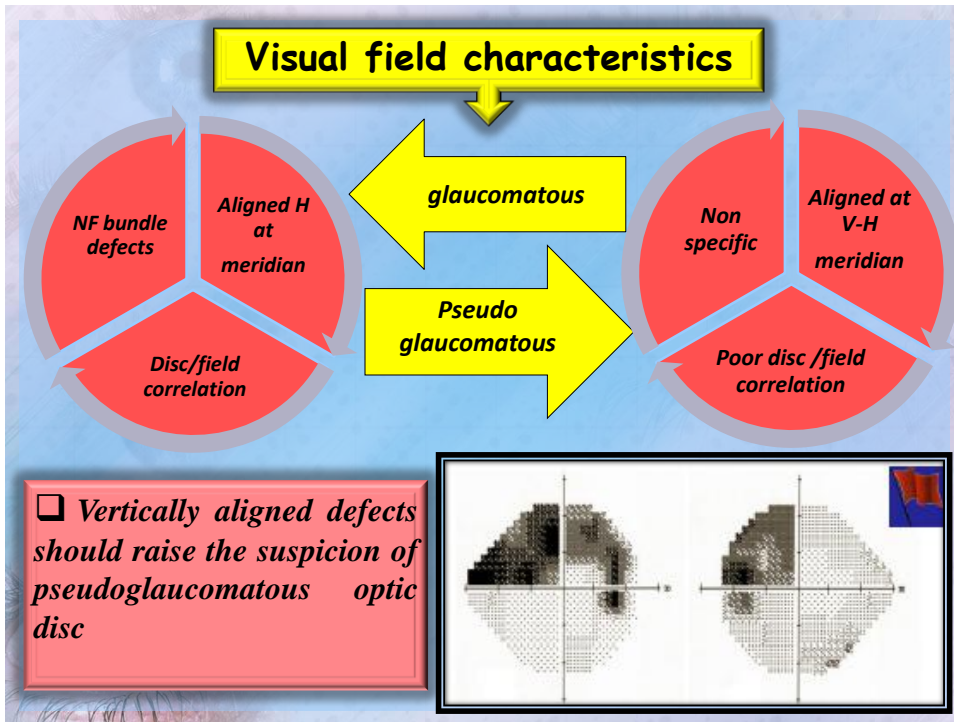 Visual field characteristics
NF bundle
defects
Aligned H
at
meridian
Disc/field
correlation
glaucomatous
Pseudo
glaucomatous
Non
specific
Aligned at
V-H
meridian
Poor disc /field
correlation
❑ Vertically aligned defects
should raise the suspicion of
pseudoglaucomatous optic
disc